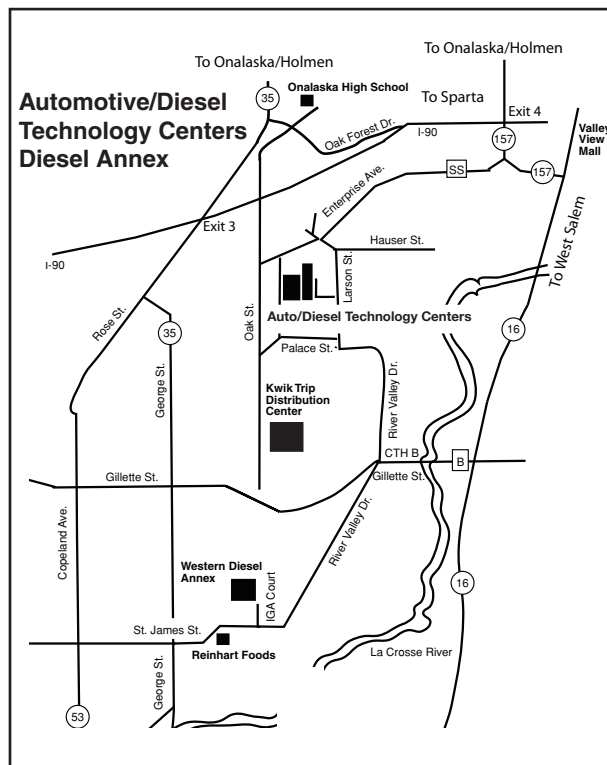 To Onalaska/Holmen
To Onalaska/Holmen
35
Onalaska High School
Automotive/Diesel
Technology Centers
Diesel Annex
To Sparta
Exit 4
Oak Forest Dr.
I-90
157
Valley
View
Mall
Enterprise Ave.
SS
157
Exit 3
Hauser St.
I-90
To West Salem
Larson St.
Rose St.
35
Oak St.
Auto/Diesel Technology Centers
16
Palace St.
George St.
Kwik Trip
Distribution
Center
River Valley Dr.
CTH B
B
Gillette St.
Gillette St.
Copeland Ave.
River Valley Dr.
Western Diesel
Annex
IGA Court
16
St. James St.
Reinhart Foods
La Crosse River
George St.
53